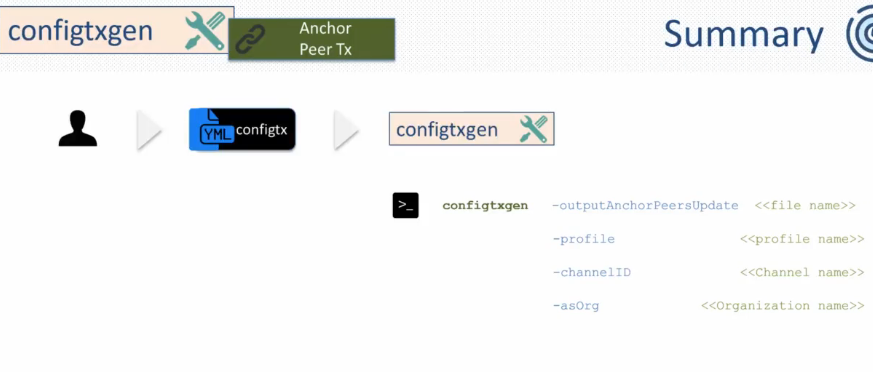 configtxgen
Anchor
Peer Tx
Summary
YML configtx
configtxgen
>_ configtxgen -outputAnchorPeersUpdate <<file name>>
-profile <<profile name>>
-channelID <<Channel name>>
-asOrg <<Organization name>>